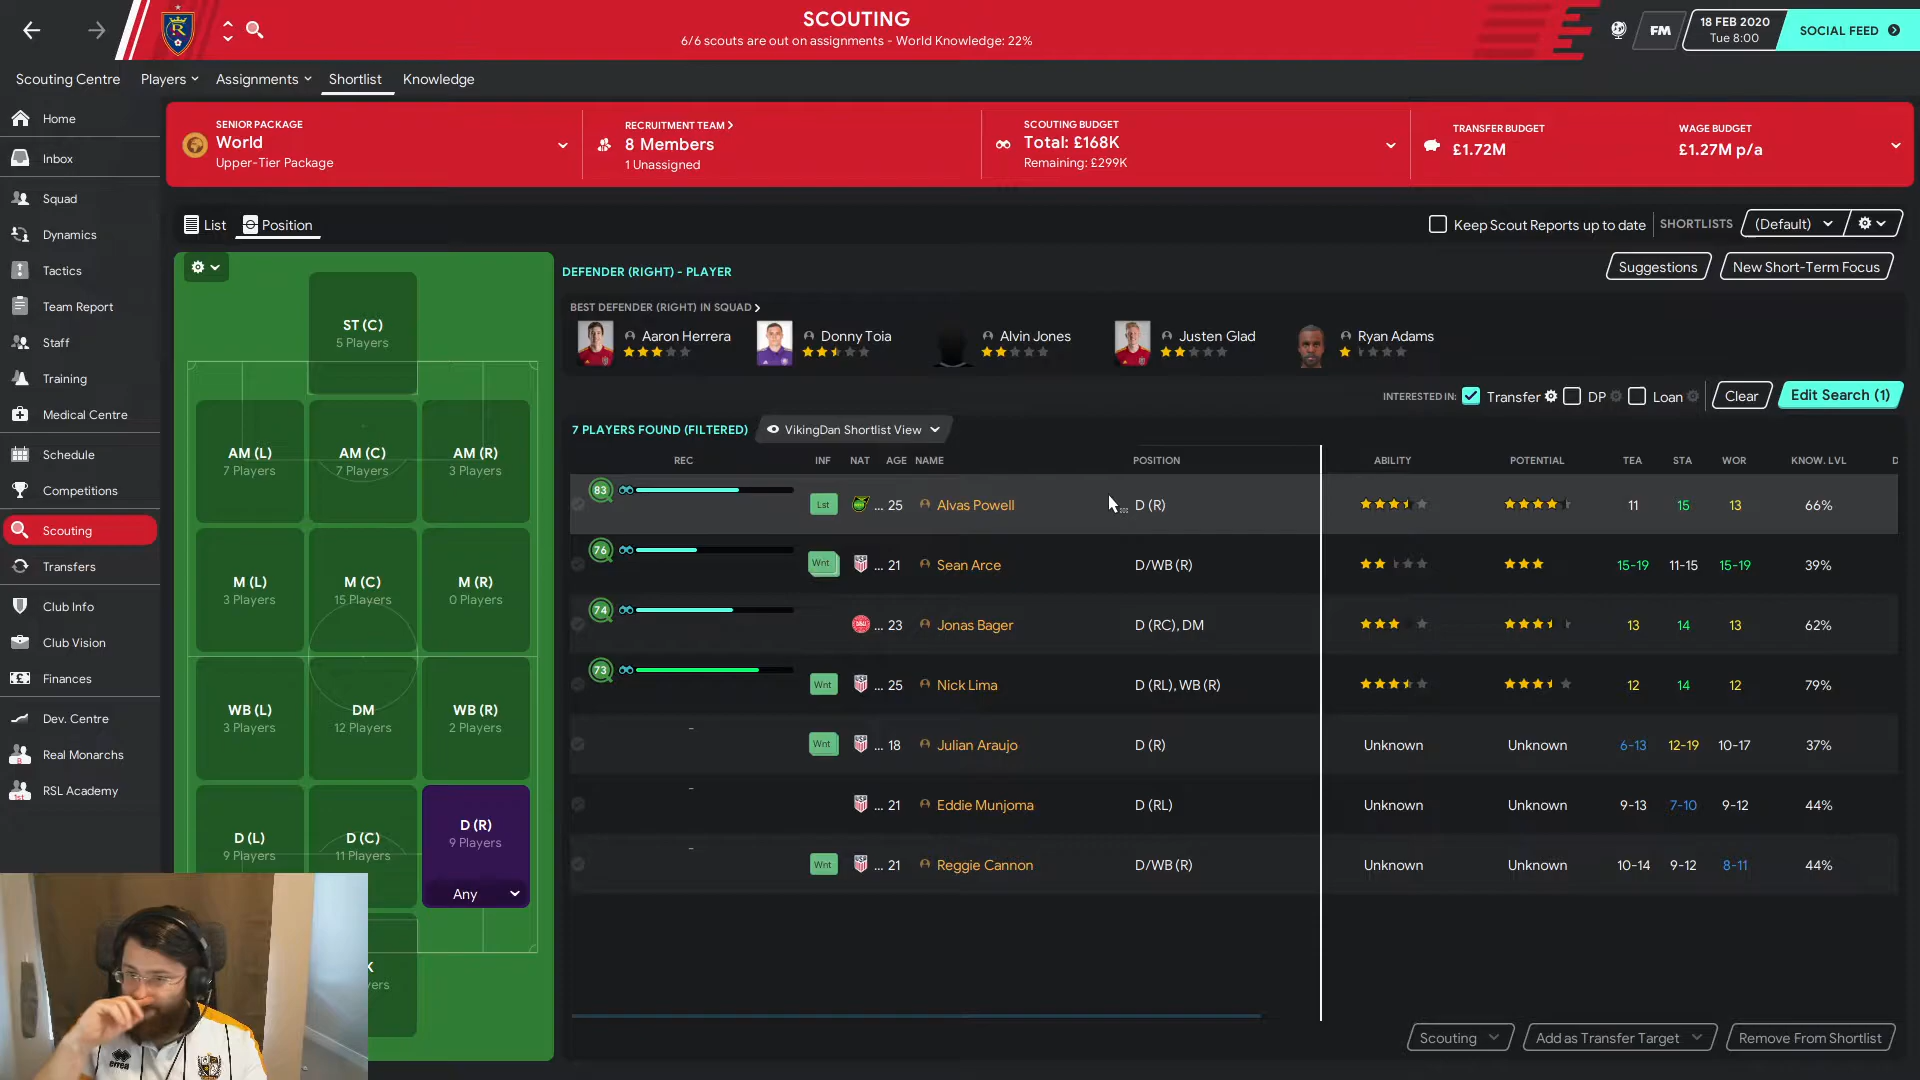 SCOUTING
6/6 scouts are out on assignments - World Knowledge: 22%
FM
18 FEB 2020
Tue 8:00
SOCIAL FEED
Scouting Centre Players Assignments Shortlist Knowledge
Home
Inbox
Squad
Dynamics
Tactics
Team Report
Staff
Training
Medical Centre
Schedule
Competitions
Scouting
Transfers
Club Info
Club Vision
Finances
Dev. Centre
Real Monarchs
RSL Academy
SENIOR PACKAGE
World
Upper-Tier Package
RECRUITMENT TEAM
8 Members
1 Unassigned
SCOUTING BUDGET
Total: £168K
Remaining: £299K
TRANSFER BUDGET
£1.72M
WAGE BUDGET
£1.27M p/a
List Position
Keep Scout Reports up to date SHORTLISTS (Default)
ST (C)
5 Players
AM (L)
7 Players
AM (C)
7 Players
AM (R)
3 Players
M (L)
3 Players
M (C)
15 Players
M (R)
0 Players
WB (L)
3 Players
DM
12 Players
WB (R)
2 Players
D (L)
9 Players
D (C)
11 Players
D (R)
9 Players
Any
DEFENDER (RIGHT) - PLAYER
Suggestions New Short-Term Focus
BEST DEFENDER (RIGHT) IN SQUAD
Aaron Herrera Donny Toia Alvin Jones Justen Glad Ryan Adams
INTERESTED IN: Transfer DP Loan Clear Edit Search (1)
7 PLAYERS FOUND (FILTERED) VikingDan Shortlist View
REC INF NAT AGE NAME POSITION ABILITY POTENTIAL TEA STA WOR KNOW. LVL D
83 Lst ... 25 Alvas Powell D (R) 11 15 13 66%
76 Wnt ... 21 Sean Arce D/WB (R) 15-19 11-15 15-19 39%
74 ... 23 Jonas Bager D (RC), DM 13 14 13 62%
73 Wnt ... 25 Nick Lima D (RL), WB (R) 12 14 12 79%
- Wnt ... 18 Julian Araujo D (R) Unknown Unknown 6-13 12-19 10-17 37%
- ... 21 Eddie Munjoma D (RL) Unknown Unknown 9-13 7-10 9-12 44%
- Wnt ... 21 Reggie Cannon D/WB (R) Unknown Unknown 10-14 9-12 8-11 44%
Scouting Add as Transfer Target Remove From Shortlist
errea